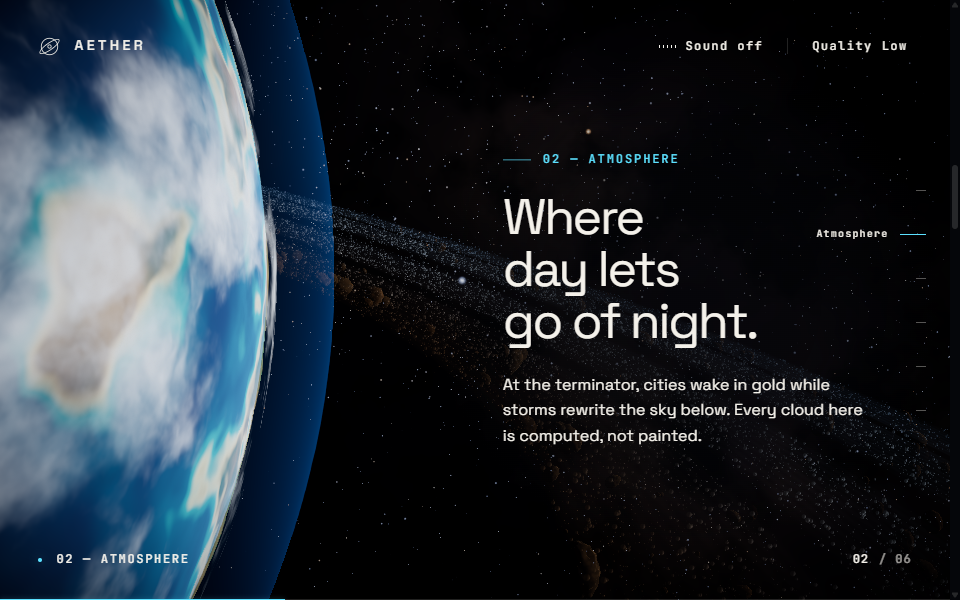 AETHER
Sound off
Quality Low
02 — ATMOSPHERE
Where
day lets
go of night.
Atmosphere
At the terminator, cities wake in gold while
storms rewrite the sky below. Every cloud here
is computed, not painted.
02 — ATMOSPHERE
02 / 06